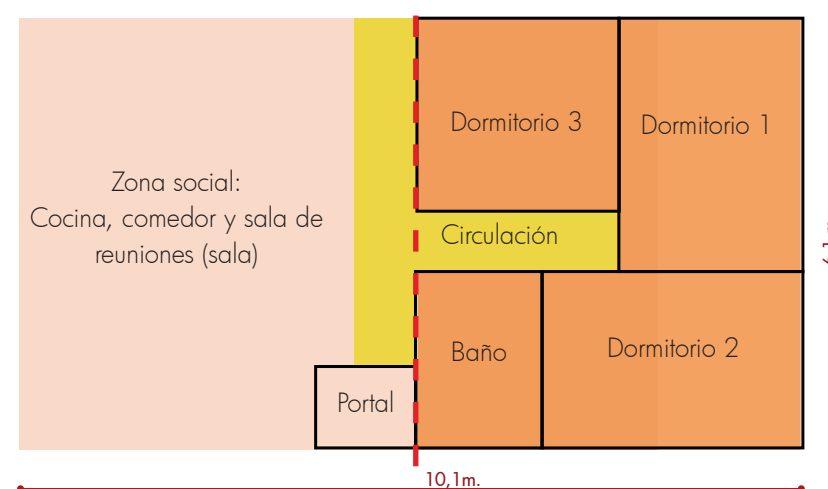 Dormitorio 3
Dormitorio 1
Zona social:
Cocina, comedor y sala de
reuniones (sala)
Circulación
Baño
Dormitorio 2
Portal
10,1m.